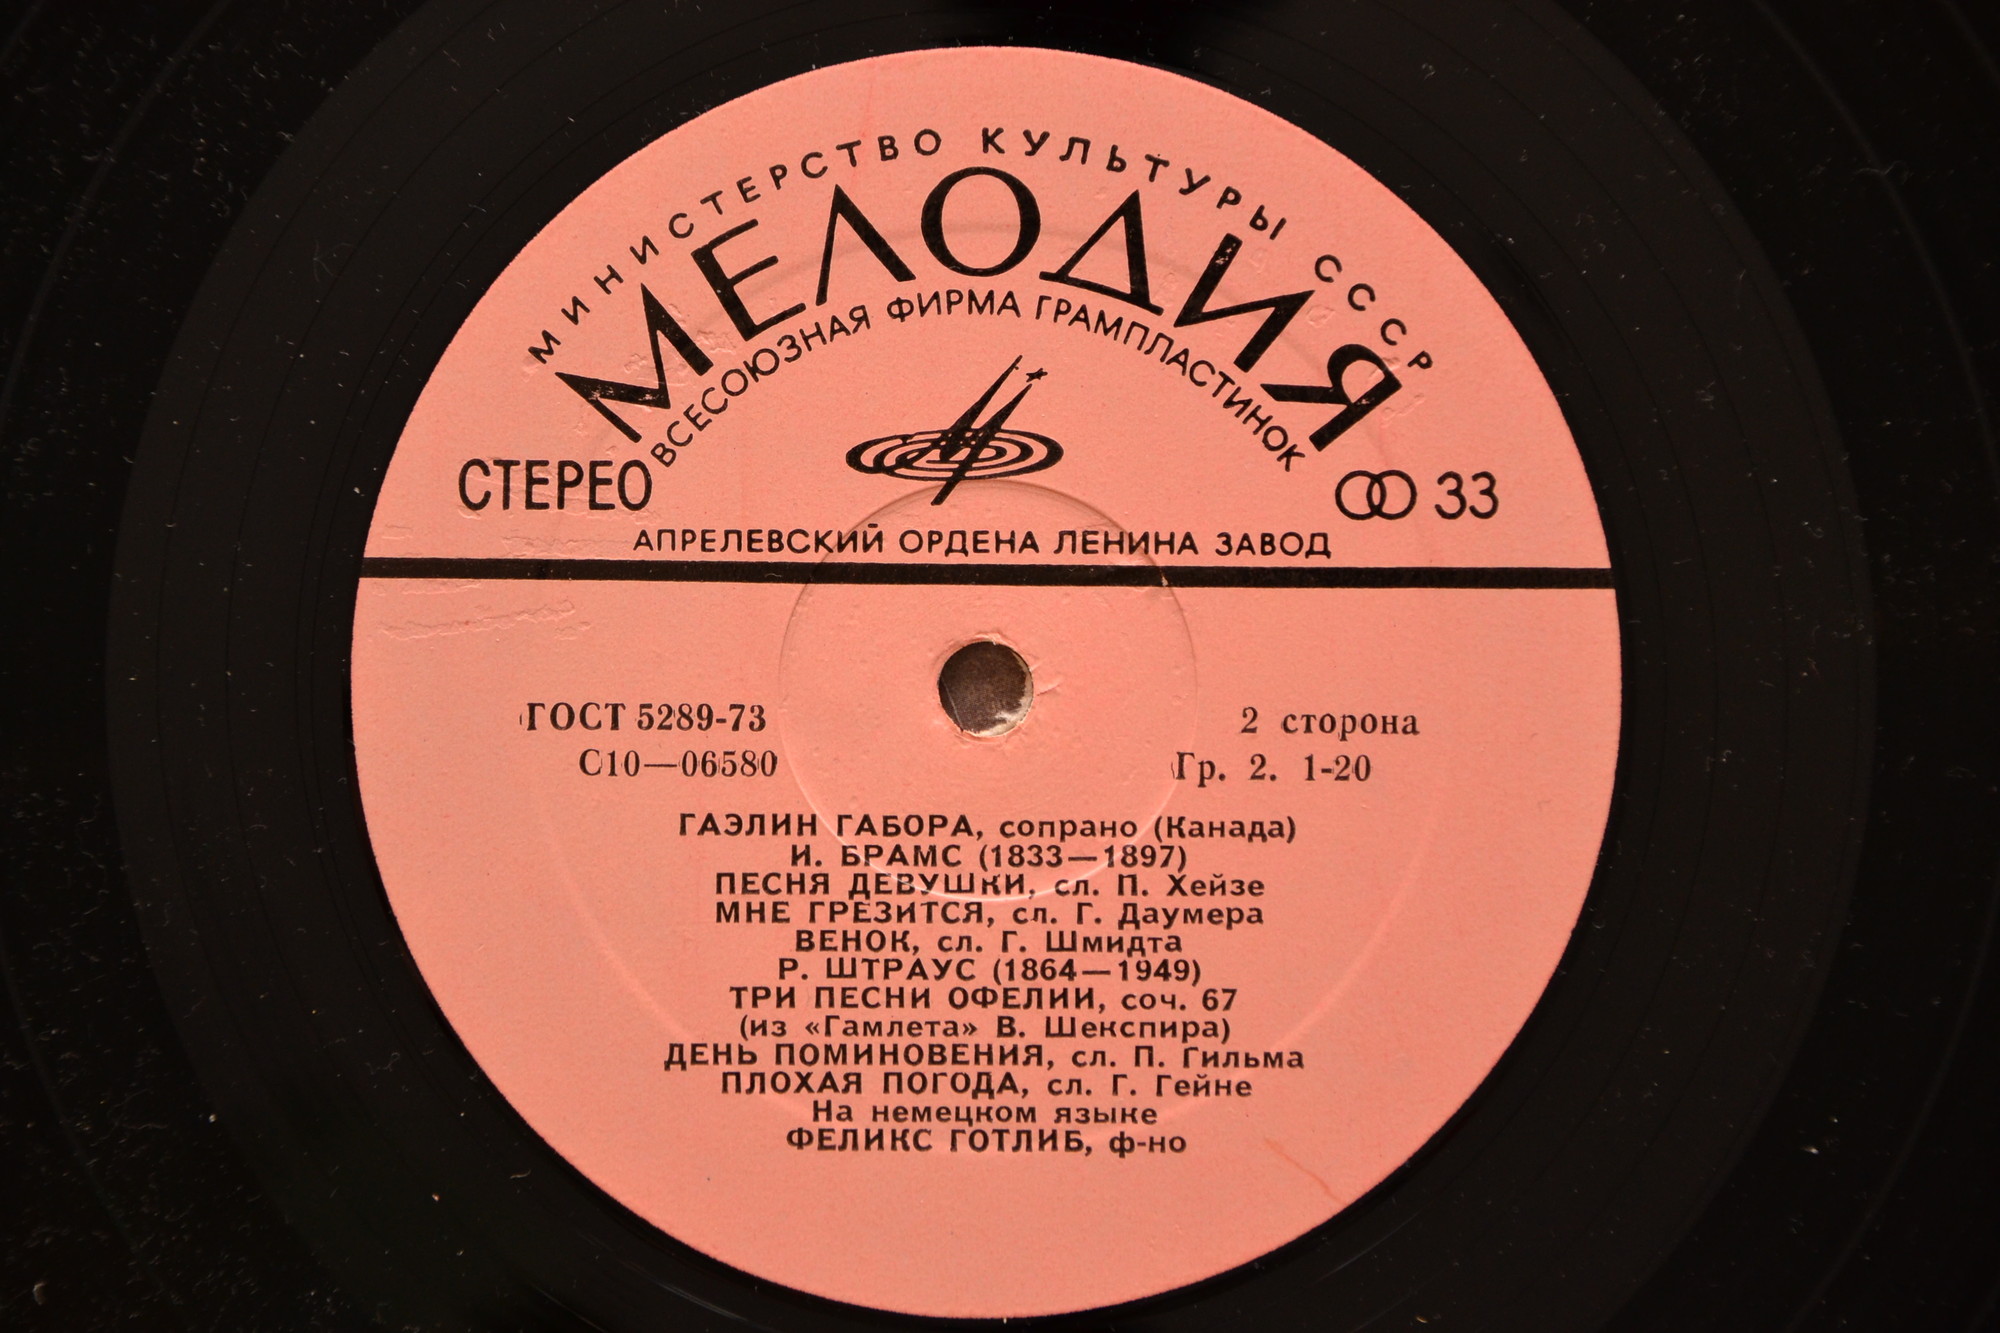 МИНИСТЕРСТВО КУЛЬТУРЫ СССР
МЕЛОДИЯ
ВСЕСОЮЗНАЯ ФИРМА ГРАМПЛАСТИНОК
СТЕРЕО
33
АПРЕЛЕВСКИЙ ОРДЕНА ЛЕНИНА ЗАВОД
ГОСТ 5289-73
2 сторона
С10—06580
Гр. 2. 1-20
ГАЭЛИН ГАБОРА, сопрано (Канада)
И. БРАМС (1833—1897)
ПЕСНЯ ДЕВУШКИ, сл. П. Хейзе
МНЕ ГРЕЗИТСЯ, сл. Г. Даумера
ВЕНОК, сл. Г. Шмидта
Р. ШТРАУС (1864—1949)
ТРИ ПЕСНИ ОФЕЛИИ, соч. 67
(из «Гамлета» В. Шекспира)
ДЕНЬ ПОМИНОВЕНИЯ, сл. П. Гильма
ПЛОХАЯ ПОГОДА, сл. Г. Гейне
На немецком языке
ФЕЛИКС ГОТЛИБ, ф-но